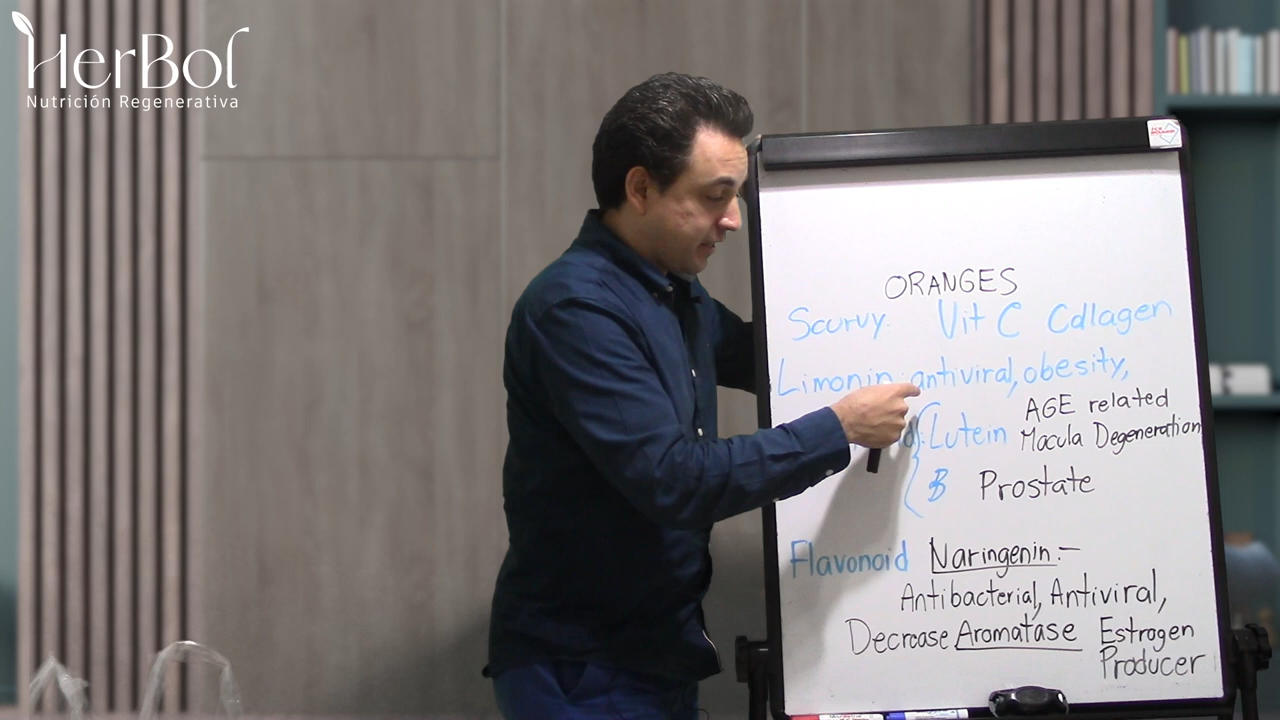 HerBol
Nutrición Regenerativa
ORANGES
Scurvy. Vit C Collagen
Limonin: antiviral, obesity,
Lutein AGE related
Macula Degeneration
B Prostate
Flavonoid Naringenin:-
Antibacterial, Antiviral,
Decrease Aromatase Estrogen
Producer